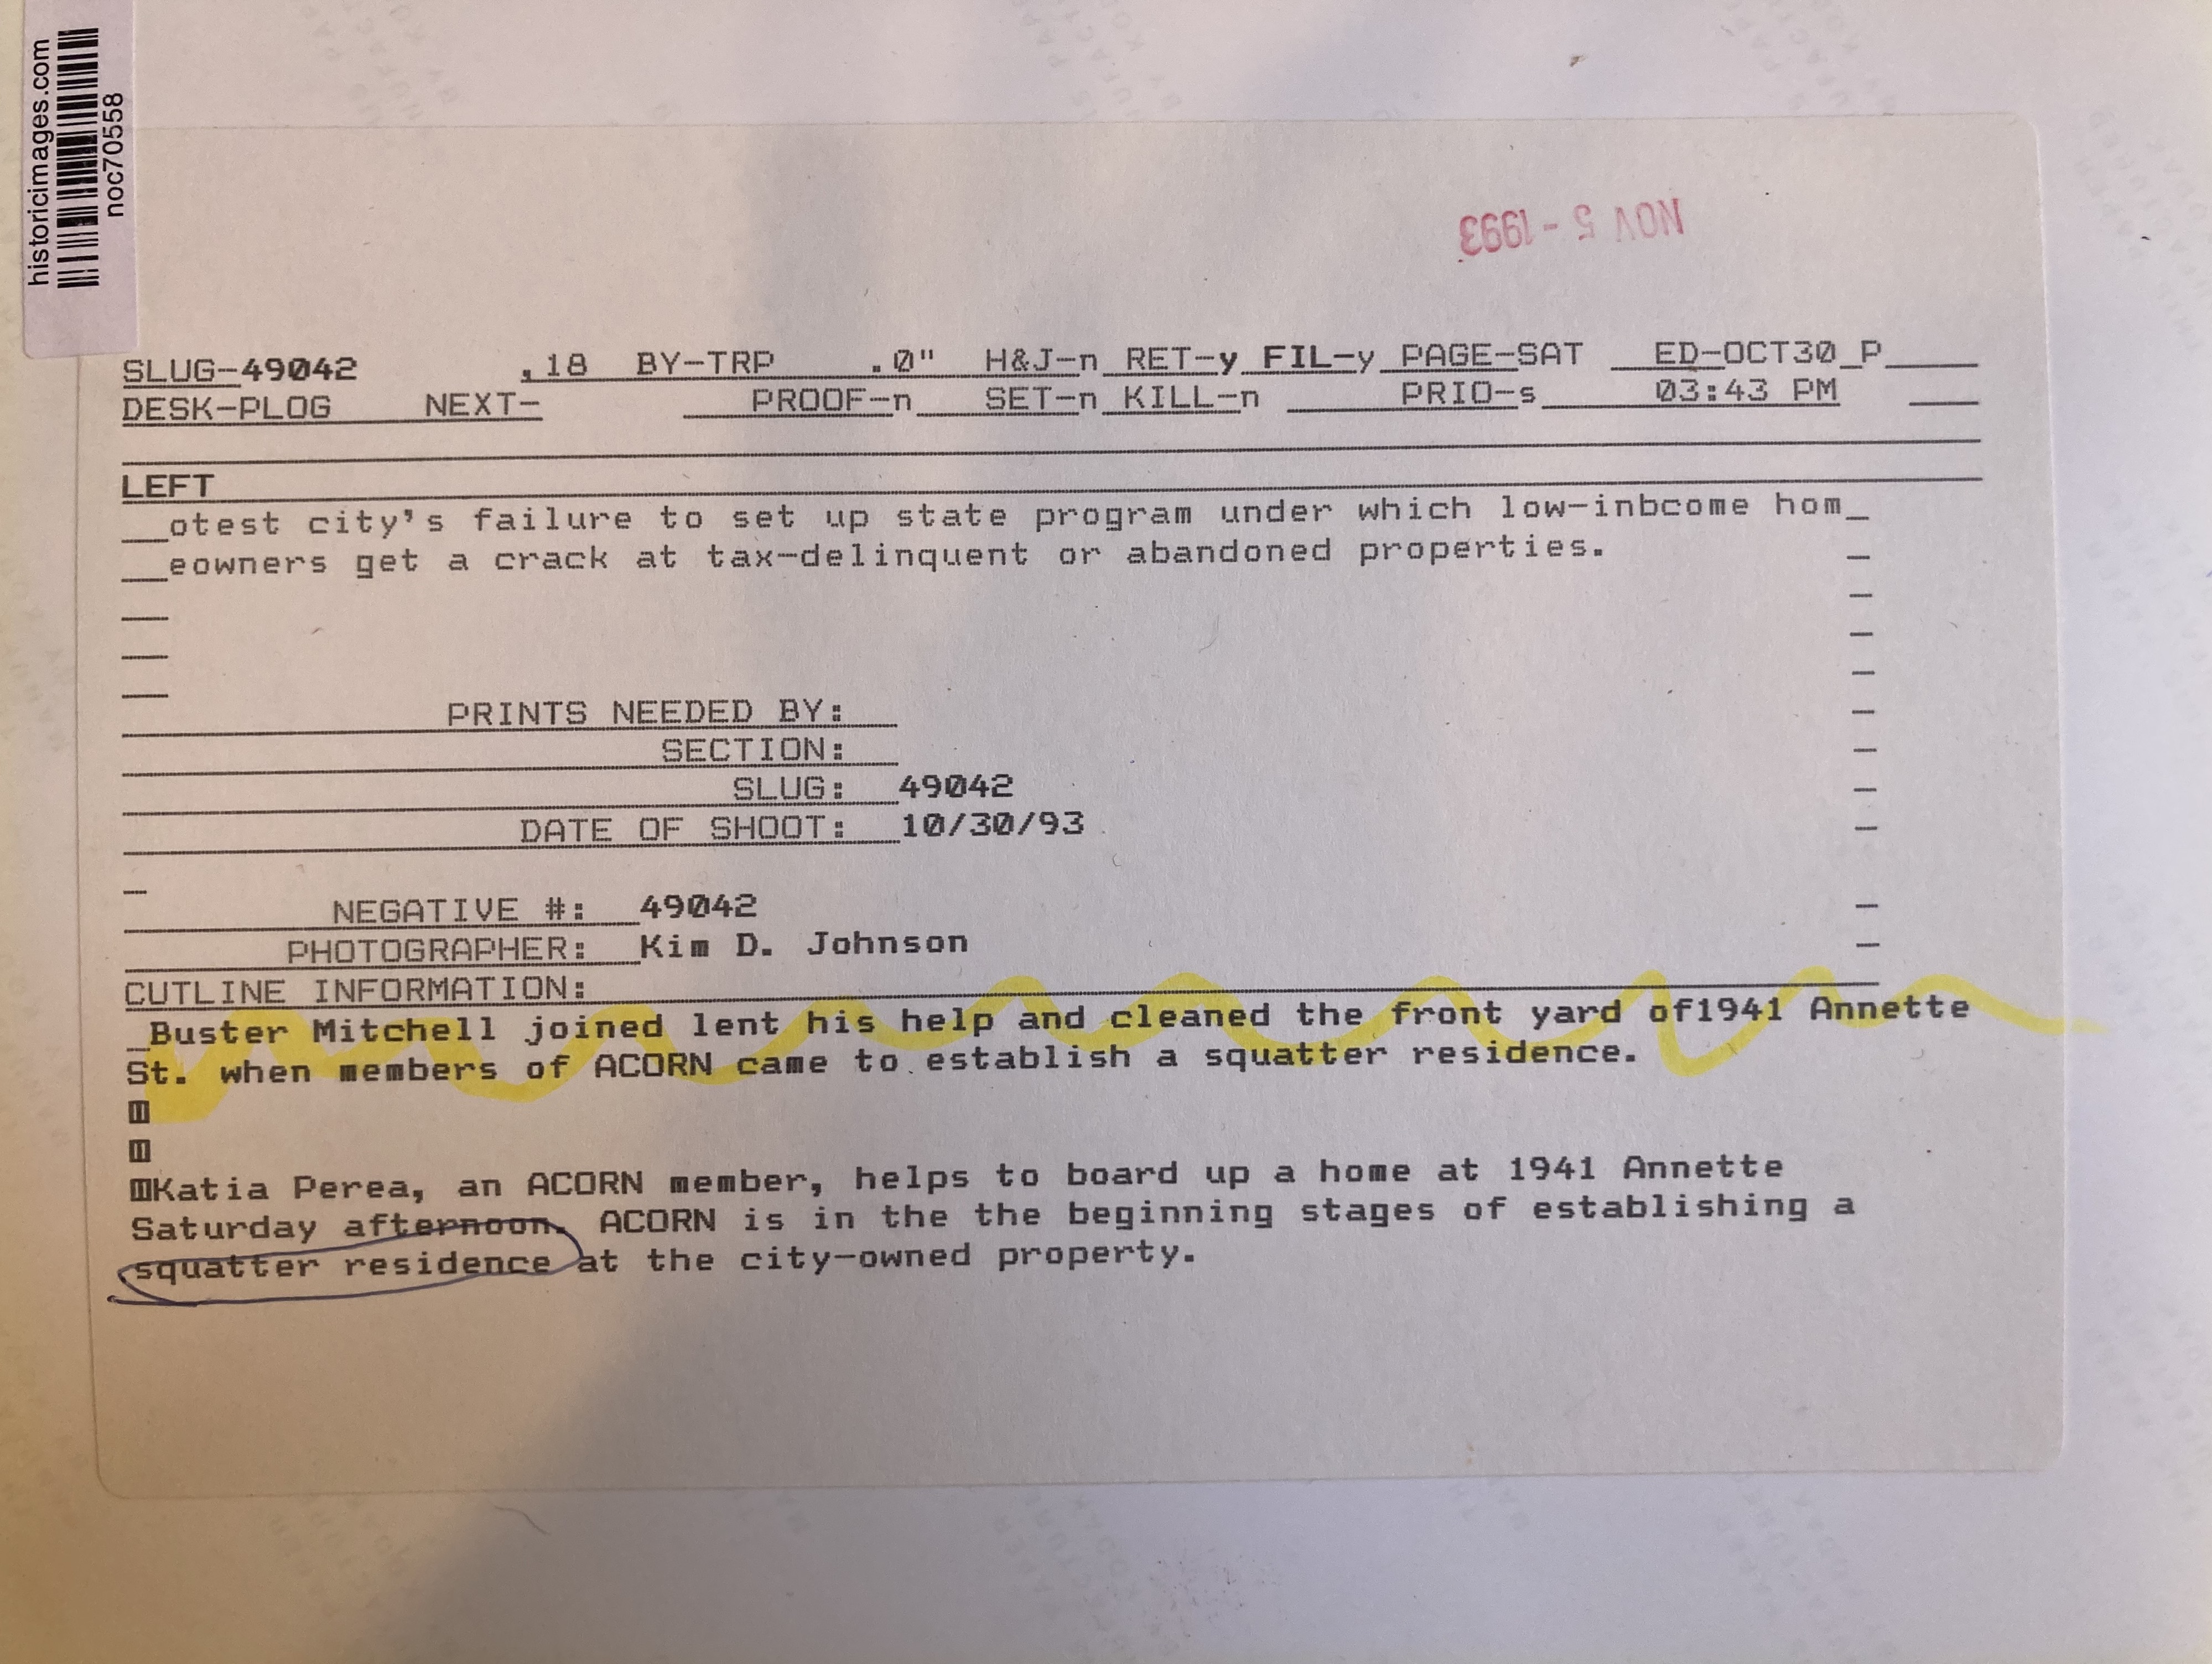 historicimages.com
noc70558
NOV 5 - 1993
SLUG-49042 .18 BY-TRP .0" H&J-n RET-y FIL-y PAGE-SAT ED-OCT30 P
DESK-PLOG NEXT- PROOF-n SET-n KILL-n PRIO-s 03:43 PM
LEFT
otest city's failure to set up state program under which low-inbcome hom
eowners get a crack at tax-delinquent or abandoned properties.
PRINTS NEEDED BY:
SECTION:
SLUG: 49042
DATE OF SHOOT: 10/30/93
NEGATIVE #: 49042
PHOTOGRAPHER: Kim D. Johnson
CUTLINE INFORMATION:
Buster Mitchell joined lent his help and cleaned the front yard of1941 Annette
St. when members of ACORN came to establish a squatter residence.
Katia Perea, an ACORN member, helps to board up a home at 1941 Annette
Saturday afternoon. ACORN is in the the beginning stages of establishing a
squatter residence at the city-owned property.